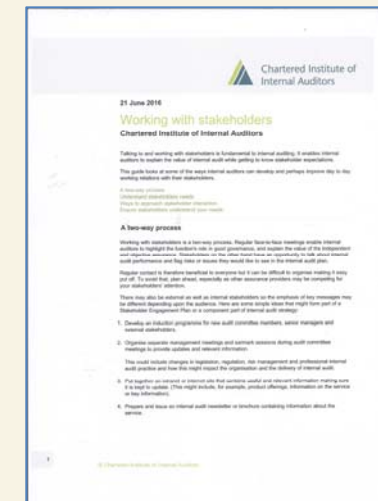 Chartered Institute of
Internal Auditors
21 June 2016
Working with stakeholders
Chartered Institute of Internal Auditors
Talking to and working with stakeholders is fundamental to internal auditing. It enables internal
auditors to explain the value of internal audit while getting to know stakeholder expectations.
This guide looks at some of the ways internal auditors can develop and perhaps improve day to day
working relations with their stakeholders.
A two-way process
Understand stakeholders needs
Ways to approach stakeholder interaction
Ensure stakeholders understand your needs
A two-way process
Working with stakeholders is a two-way process. Regular face-to-face meetings enable internal
auditors to highlight the function's role in good governance, and explain the value of the independent
and objective assurance. Stakeholders on the other hand have an opportunity to talk about internal
audit performance and flag risks or issues they would like to see in the internal audit plan.
Regular contact is therefore beneficial to everyone but it can be difficult to organise making it easy
put off. To avoid that, plan ahead, especially as other assurance providers may be competing for
your stakeholders' attention.
There may also be external as well as internal stakeholders so the emphasis of key messages may
be different depending upon the audience. Here are some simple ideas that might form part of a
Stakeholder Engagement Plan or a component part of internal audit strategy:
1. Develop an induction programme for new audit committee members, senior managers and
external stakeholders.
2. Organise separate management meetings and earmark sessions during audit committee
meetings to provide updates and relevant information.
This could include changes in legislation, regulation, risk management and professional internal
audit practice and how this might impact the organisation and the delivery of internal audit.
3. Put together an intranet or internet site that contains useful and relevant information making sure
it is kept to update. (This might include, for example, product offerings, information on the service
or key information).
4. Prepare and issue an internal audit newsletter or brochure containing information about the
service.
1
© Chartered Institute of Internal Auditors